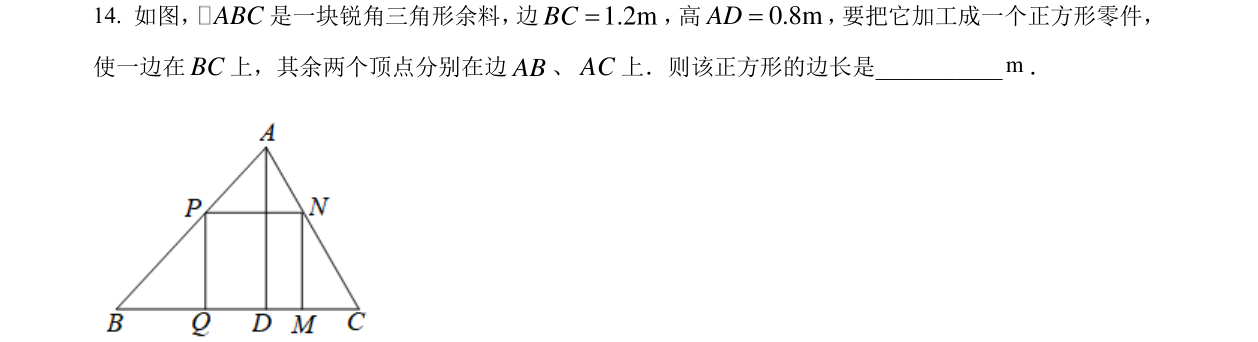 14. 如图，□ABC 是一块锐角三角形余料，边 BC = 1.2m，高 AD = 0.8m，要把它加工成一个正方形零件，
使一边在 BC 上，其余两个顶点分别在边 AB、AC 上．则该正方形的边长是___________m．
A
P N
B Q D M C